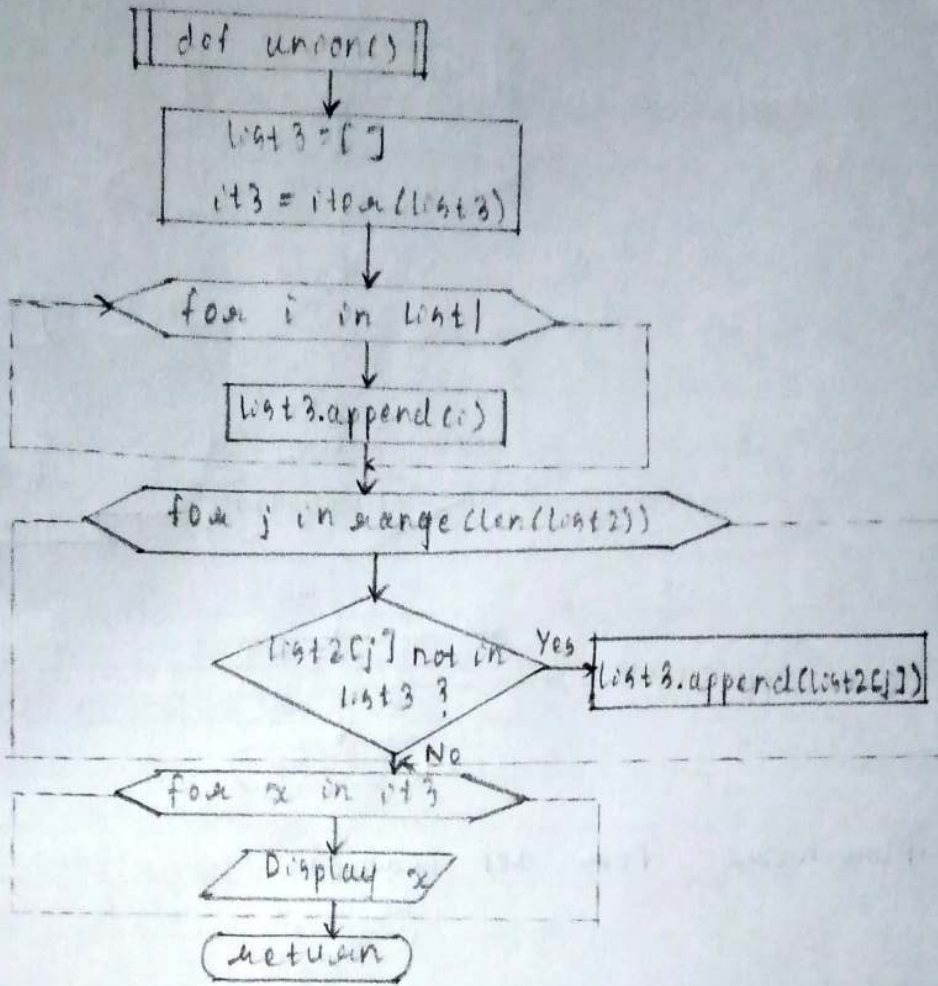 def union()
list3=[]
it3 = iter(list3)
for i in list1
list3.append(i)
for j in range(len(list2))
list2[j] not in
list3 ?
Yes
list3.append(list2[j])
No
for x in it3
Display x
return